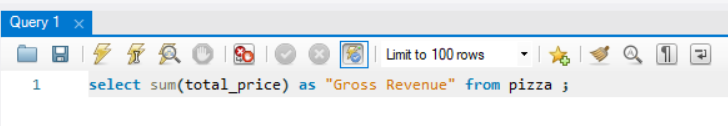 Query 1
Limit to 100 rows
1 select sum(total_price) as "Gross Revenue" from pizza ;